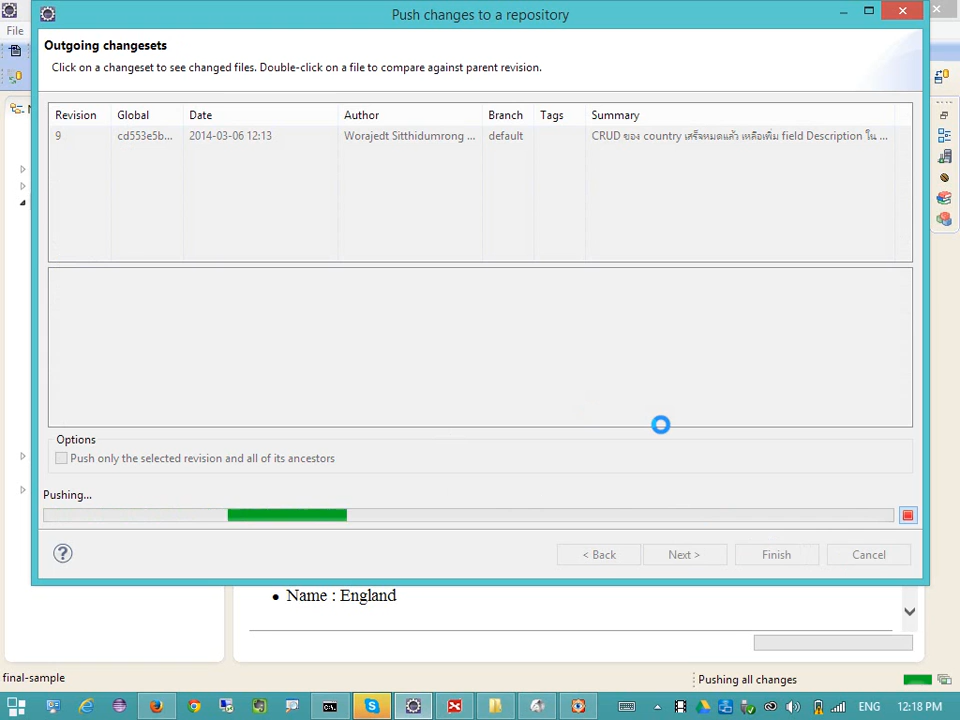 Push changes to a repository
File
Outgoing changesets
Click on a changeset to see changed files. Double-click on a file to compare against parent revision.
Revision Global Date Author Branch Tags Summary
9 cd553e5b... 2014-03-06 12:13 Worajedt Sitthidumrong ... default CRUD ของ country เสร็จหมดแล้ว เหลือเพิ่ม field Description ใน ...
Options
Push only the selected revision and all of its ancestors
Pushing...
< Back Next > Finish Cancel
• Name : England
final-sample
Pushing all changes
ENG 12:18 PM